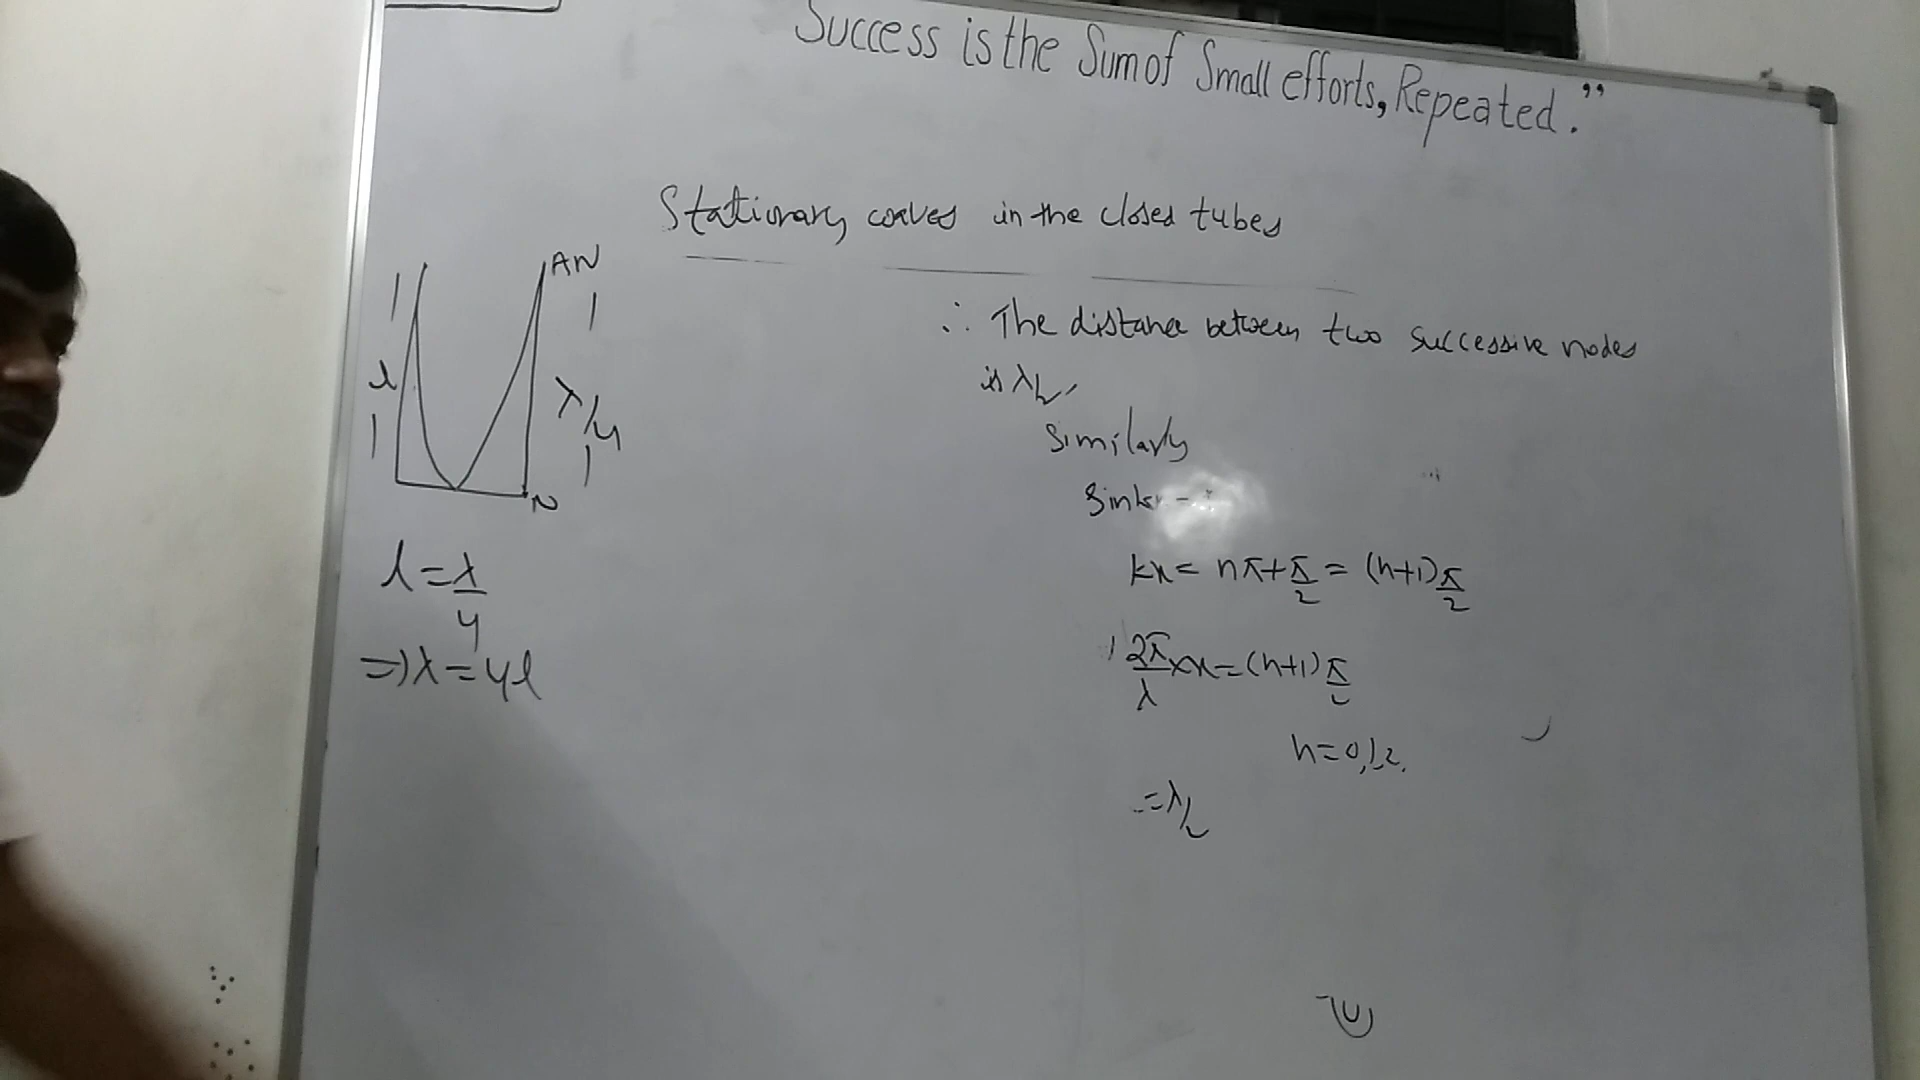 Success is the Sum of Small efforts, Repeated."
Stationary waves in the closed tubes
AN
l
λ/4
N
l = λ/4
=> λ = 4l
∴ The distance between two successive nodes
is λ/2
Similarly
kx = nπ + π/2 = (n+1)π/2
2π/λ × x = (n+1)π/2
n = 0,1,2.
= λ/2